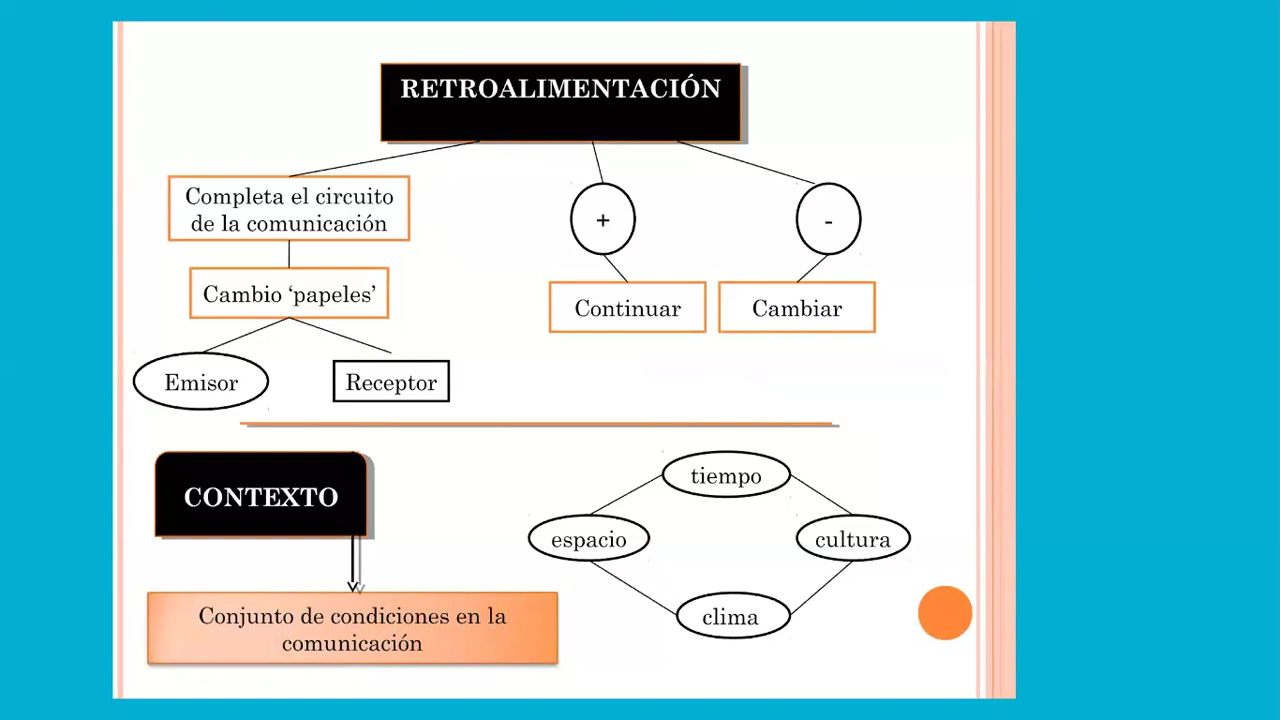 RETROALIMENTACIÓN
Completa el circuito
de la comunicación
+
-
Cambio ‘papeles’
Continuar
Cambiar
Emisor
Receptor
CONTEXTO
tiempo
espacio
cultura
clima
Conjunto de condiciones en la
comunicación